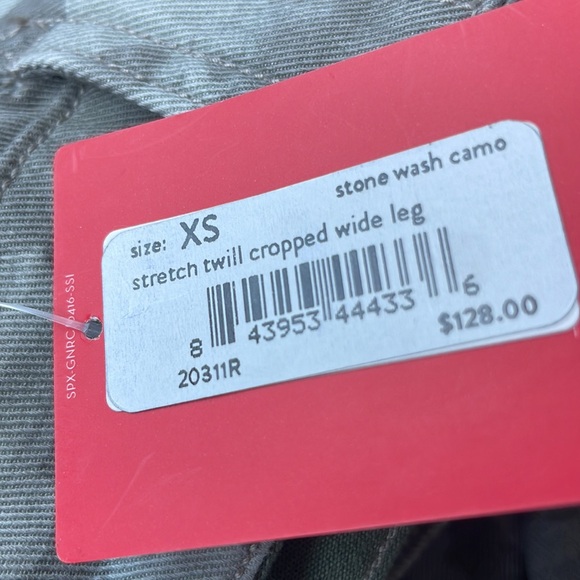 stone wash camo
size: XS
stretch twill cropped wide leg
8 43953 44433 6
20311R
$128.00